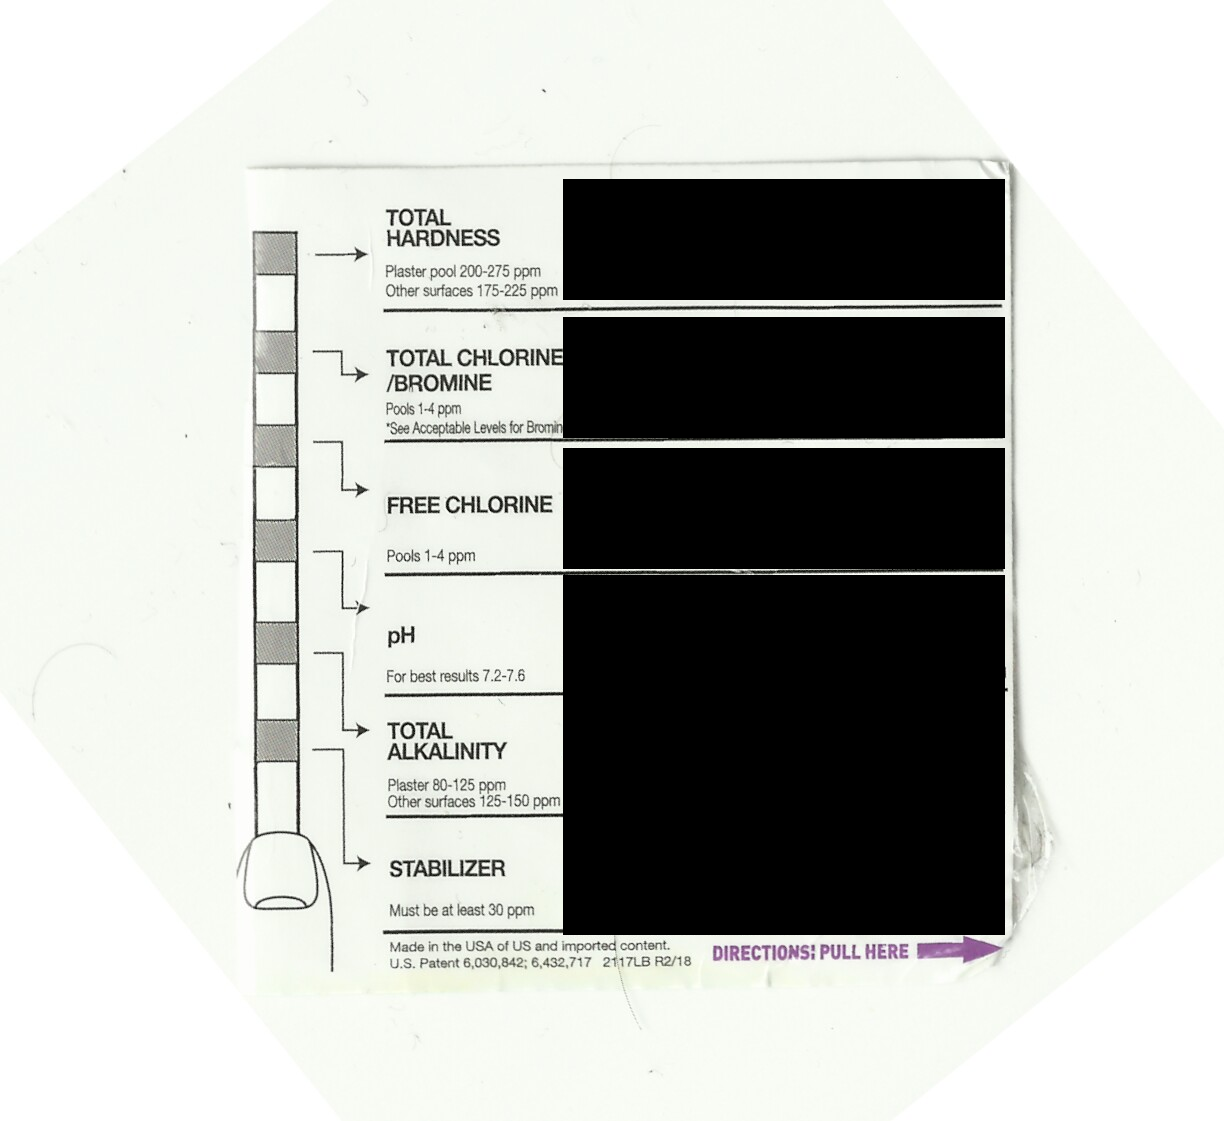 TOTAL
HARDNESS
Plaster pool 200-275 ppm
Other surfaces 175-225 ppm
TOTAL CHLORINE
/BROMINE
Pools 1-4 ppm
*See Acceptable Levels for Bromin
FREE CHLORINE
Pools 1-4 ppm
pH
For best results 7.2-7.6
TOTAL
ALKALINITY
Plaster 80-125 ppm
Other surfaces 125-150 ppm
STABILIZER
Must be at least 30 ppm
Made in the USA of US and imported content.
U.S. Patent 6,030,842; 6,432,717 2117LB R2/18
DIRECTIONS: PULL HERE